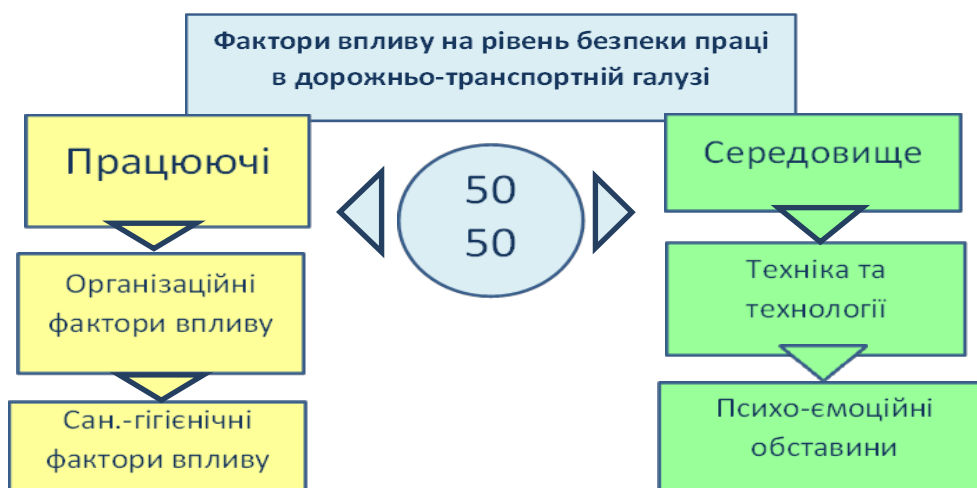 Фактори впливу на рівень безпеки праці
в дорожньо-транспортній галузі
Працюючі
50
50
Середовище
Організаційні
фактори впливу
Техніка та
технології
Сан.-гігієнічні
фактори впливу
Психо-ємоційні
обставини